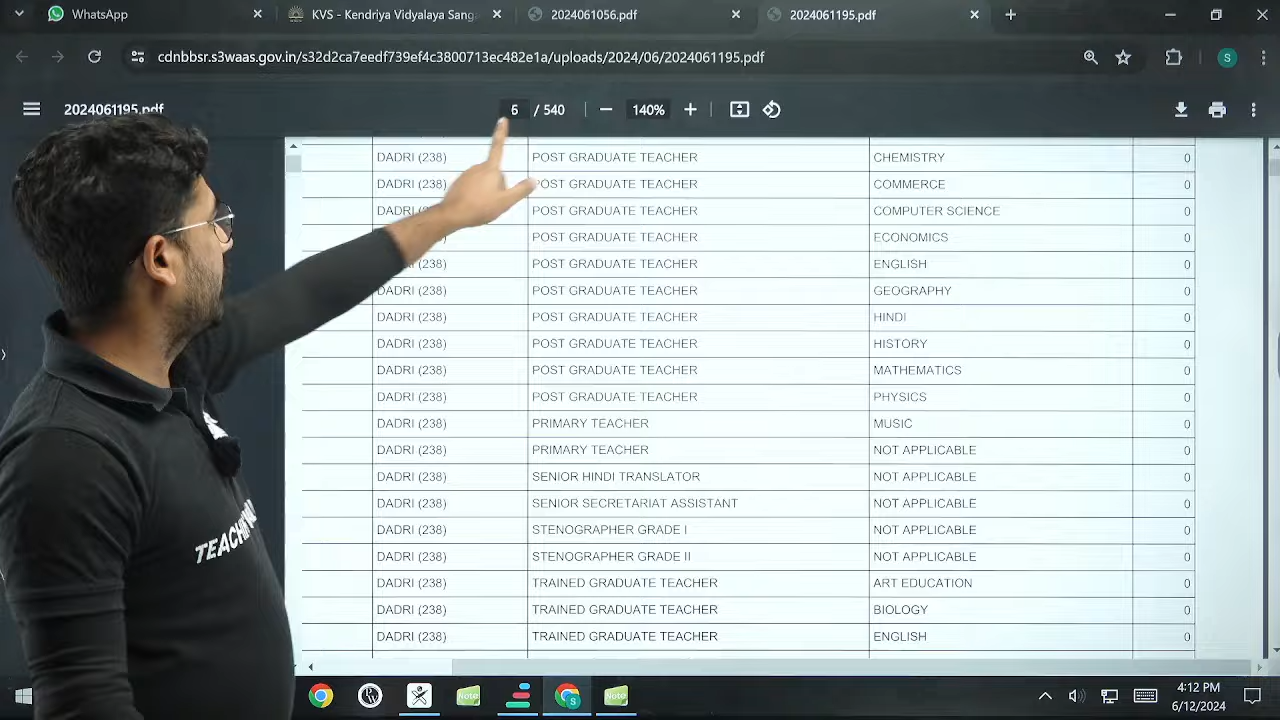 WhatsApp
KVS - Kendriya Vidyalaya Sang
2024061056.pdf
2024061195.pdf
cdnbbsr.s3waas.gov.in/s32d2ca7eedf739ef4c3800713ec482e1a/uploads/2024/06/2024061195.pdf
S
2024061195.pdf
6 / 540
140%
DADRI (238) POST GRADUATE TEACHER CHEMISTRY 0
DADRI (238) POST GRADUATE TEACHER COMMERCE 0
DADRI POST GRADUATE TEACHER COMPUTER SCIENCE 0
POST GRADUATE TEACHER ECONOMICS 0
POST GRADUATE TEACHER ENGLISH 0
DADRI (238) POST GRADUATE TEACHER GEOGRAPHY 0
DADRI (238) POST GRADUATE TEACHER HINDI 0
DADRI (238) POST GRADUATE TEACHER HISTORY 0
DADRI (238) POST GRADUATE TEACHER MATHEMATICS 0
DADRI (238) POST GRADUATE TEACHER PHYSICS 0
DADRI (238) PRIMARY TEACHER MUSIC 0
DADRI (238) PRIMARY TEACHER NOT APPLICABLE 0
DADRI (238) SENIOR HINDI TRANSLATOR NOT APPLICABLE 0
DADRI (238) SENIOR SECRETARIAT ASSISTANT NOT APPLICABLE 0
DADRI (238) STENOGRAPHER GRADE I NOT APPLICABLE 0
DADRI (238) STENOGRAPHER GRADE II NOT APPLICABLE 0
DADRI (238) TRAINED GRADUATE TEACHER ART EDUCATION 0
DADRI (238) TRAINED GRADUATE TEACHER BIOLOGY 0
DADRI (238) TRAINED GRADUATE TEACHER ENGLISH 0
Note
S
Note
4:12 PM
6/12/2024